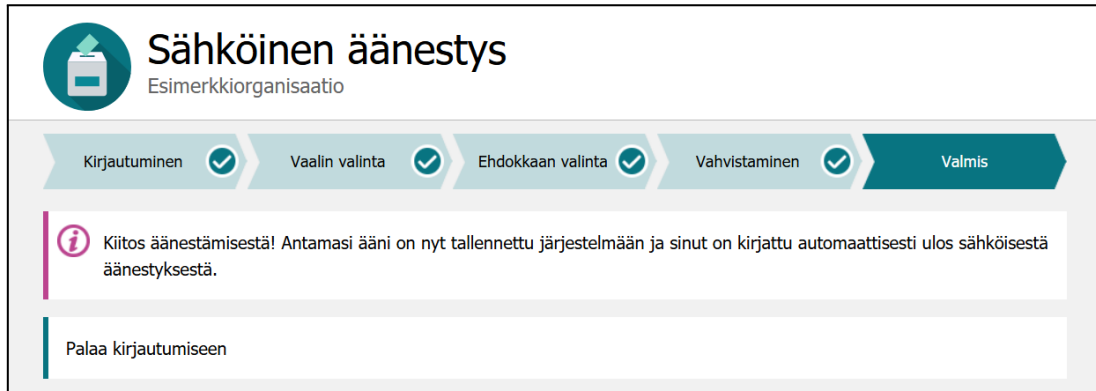 Sähköinen äänestys
Esimerkkiorganisaatio
Kirjautuminen
Vaalin valinta
Ehdokkaan valinta
Vahvistaminen
Valmis
Kiitos äänestämisestä! Antamasi ääni on nyt tallennettu järjestelmään ja sinut on kirjattu automaattisesti ulos sähköisestä
äänestyksestä.
Palaa kirjautumiseen